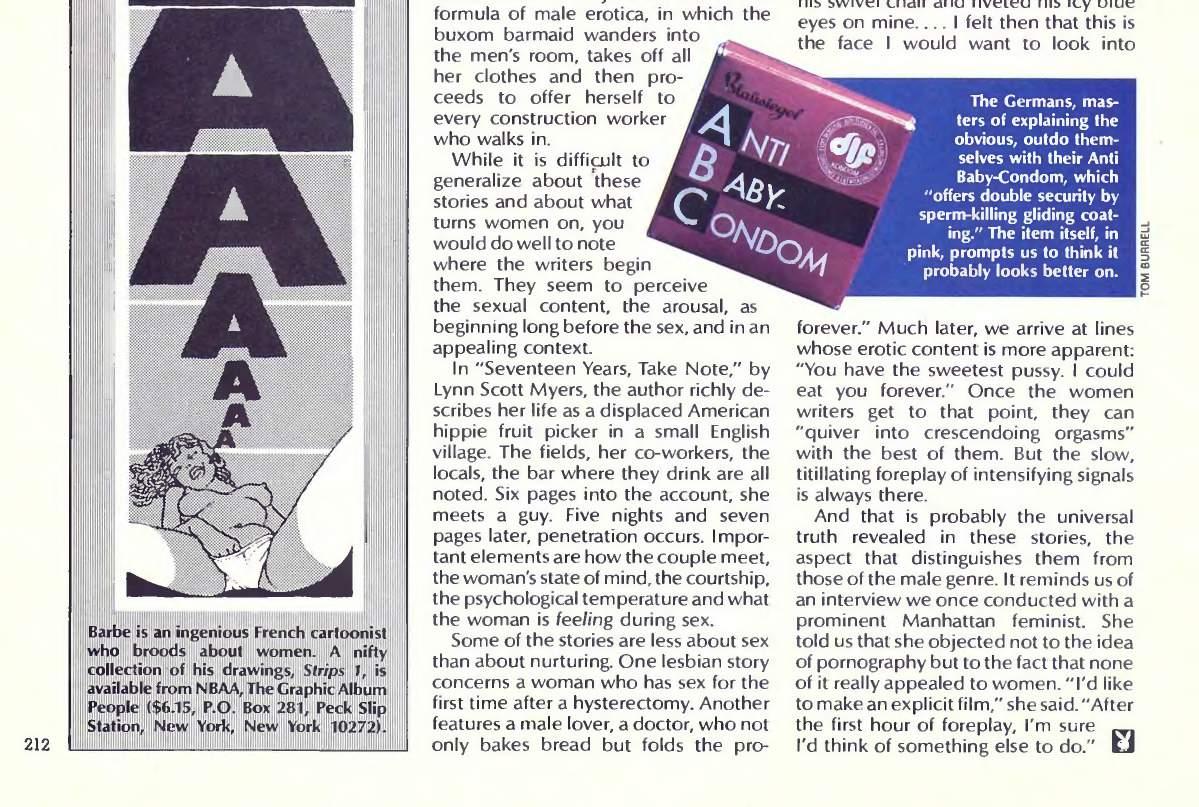 A
A
A
A
A
A
Barbe is an ingenious French cartoonist
who broods about women. A nifty
collection of his drawings, Strips 1, is
available from NBAA, The Graphic Album
People ($6.15, P.O. Box 281, Peck Slip
Station, New York, New York 10272).
212
formula of male erotica, in which the
buxom barmaid wanders into
the men's room, takes off all
her clothes and then pro-
ceeds to offer herself to
every construction worker
who walks in.
While it is difficult to
generalize about these
stories and about what
turns women on, you
would do well to note
where the writers begin
them. They seem to perceive
the sexual content, the arousal, as
beginning long before the sex, and in an
appealing context.
In "Seventeen Years, Take Note," by
Lynn Scott Myers, the author richly de-
scribes her life as a displaced American
hippie fruit picker in a small English
village. The fields, her co-workers, the
locals, the bar where they drink are all
noted. Six pages into the account, she
meets a guy. Five nights and seven
pages later, penetration occurs. Impor-
tant elements are how the couple meet,
the woman's state of mind, the courtship,
the psychological temperature and what
the woman is feeling during sex.
Some of the stories are less about sex
than about nurturing. One lesbian story
concerns a woman who has sex for the
first time after a hysterectomy. Another
features a male lover, a doctor, who not
only bakes bread but folds the pro-
his swivel chair and riveted his icy blue
eyes on mine.... I felt then that this is
the face I would want to look into
Blausiegel
ANTI
BABY-
CONDOM
dlf
KONDOM
The Germans, mas-
ters of explaining the
obvious, outdo them-
selves with their Anti
Baby-Condom, which
"offers double security by
sperm-killing gliding coat-
ing." The item itself, in
pink, prompts us to think it
probably looks better on.
TOM BURRELL
forever." Much later, we arrive at lines
whose erotic content is more apparent:
"You have the sweetest pussy. I could
eat you forever." Once the women
writers get to that point, they can
"quiver into crescendoing orgasms"
with the best of them. But the slow,
titillating foreplay of intensifying signals
is always there.
And that is probably the universal
truth revealed in these stories, the
aspect that distinguishes them from
those of the male genre. It reminds us of
an interview we once conducted with a
prominent Manhattan feminist. She
told us that she objected not to the idea
of pornography but to the fact that none
of it really appealed to women. "I'd like
to make an explicit film," she said. "After
the first hour of foreplay, I'm sure
I'd think of something else to do."